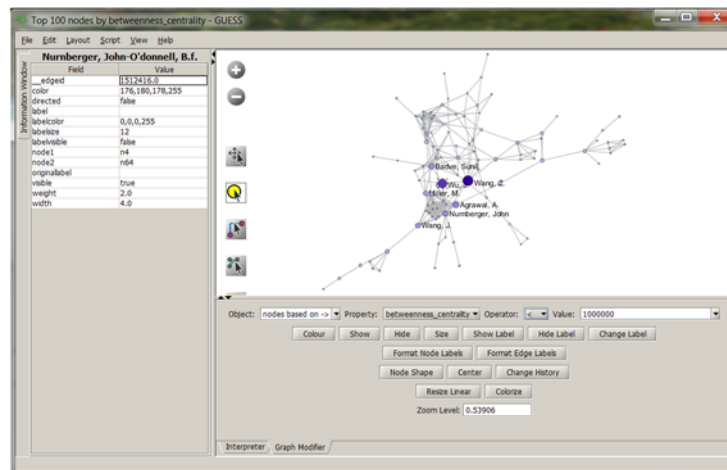 Top 100 nodes by betweenness_centrality - GUESS
File Edit Layout Script View Help
Information Window
Nurnberger, John-O'donnell, B.f.
Field Value
__edgeid 1512416.0
color 176,180,178,255
directed false
label
labelcolor 0,0,0,255
labelsize 12
labelvisible false
node1 n4
node2 n64
originallabel
visible true
weight 2.0
width 4.0
Badve, Sunil
Wu,
Wang, Z.
Miller, M.
Agrawal, A.
Nurnberger, John
Wang, J.
Object: nodes based on -> Property: betweenness_centrality Operator: < Value: 1000000
Colour Show Hide Size Show Label Hide Label Change Label
Format Node Labels Format Edge Labels
Node Shape Center Change History
Resize Linear Colorize
Zoom Level: 0.53906
Interpreter Graph Modifier